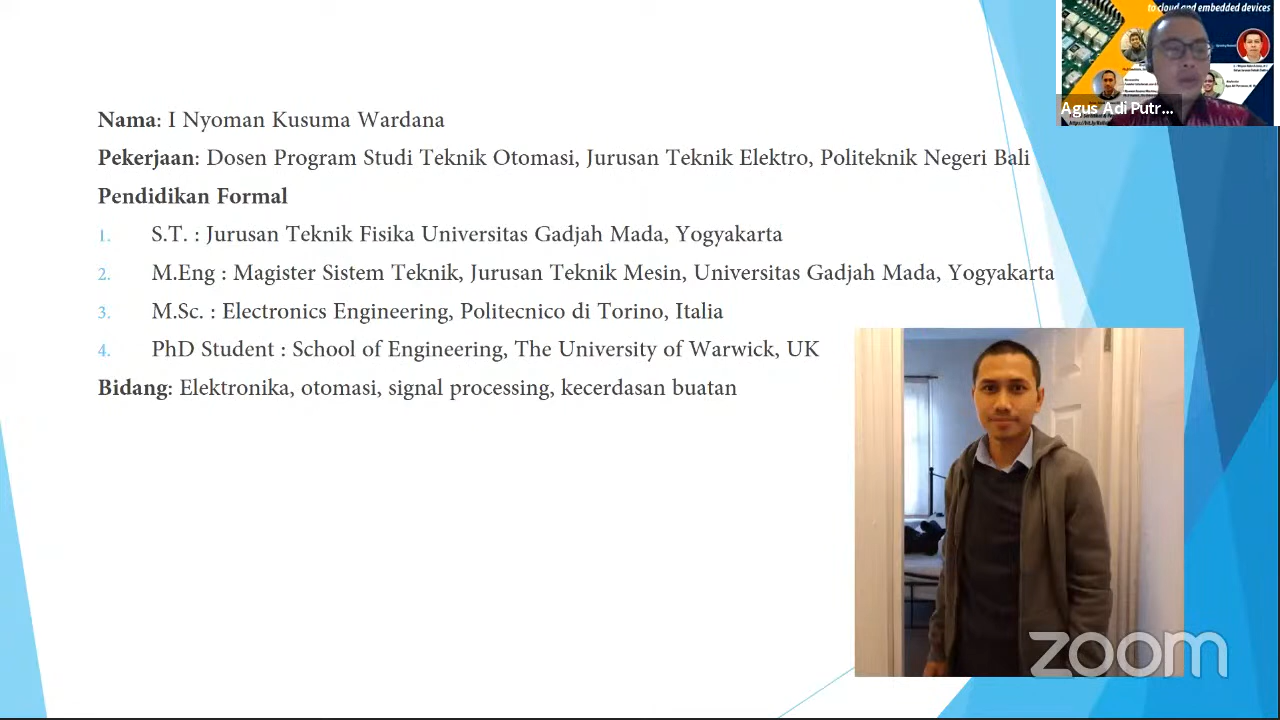 Nama: I Nyoman Kusuma Wardana
Pekerjaan: Dosen Program Studi Teknik Otomasi, Jurusan Teknik Elektro, Politeknik Negeri Bali
Pendidikan Formal
1. S.T. : Jurusan Teknik Fisika Universitas Gadjah Mada, Yogyakarta
2. M.Eng : Magister Sistem Teknik, Jurusan Teknik Mesin, Universitas Gadjah Mada, Yogyakarta
3. M.Sc. : Electronics Engineering, Politecnico di Torino, Italia
4. PhD Student : School of Engineering, The University of Warwick, UK
Bidang: Elektronika, otomasi, signal processing, kecerdasan buatan
to cloud and embedded devices
Agus Adi Putr...
zoom